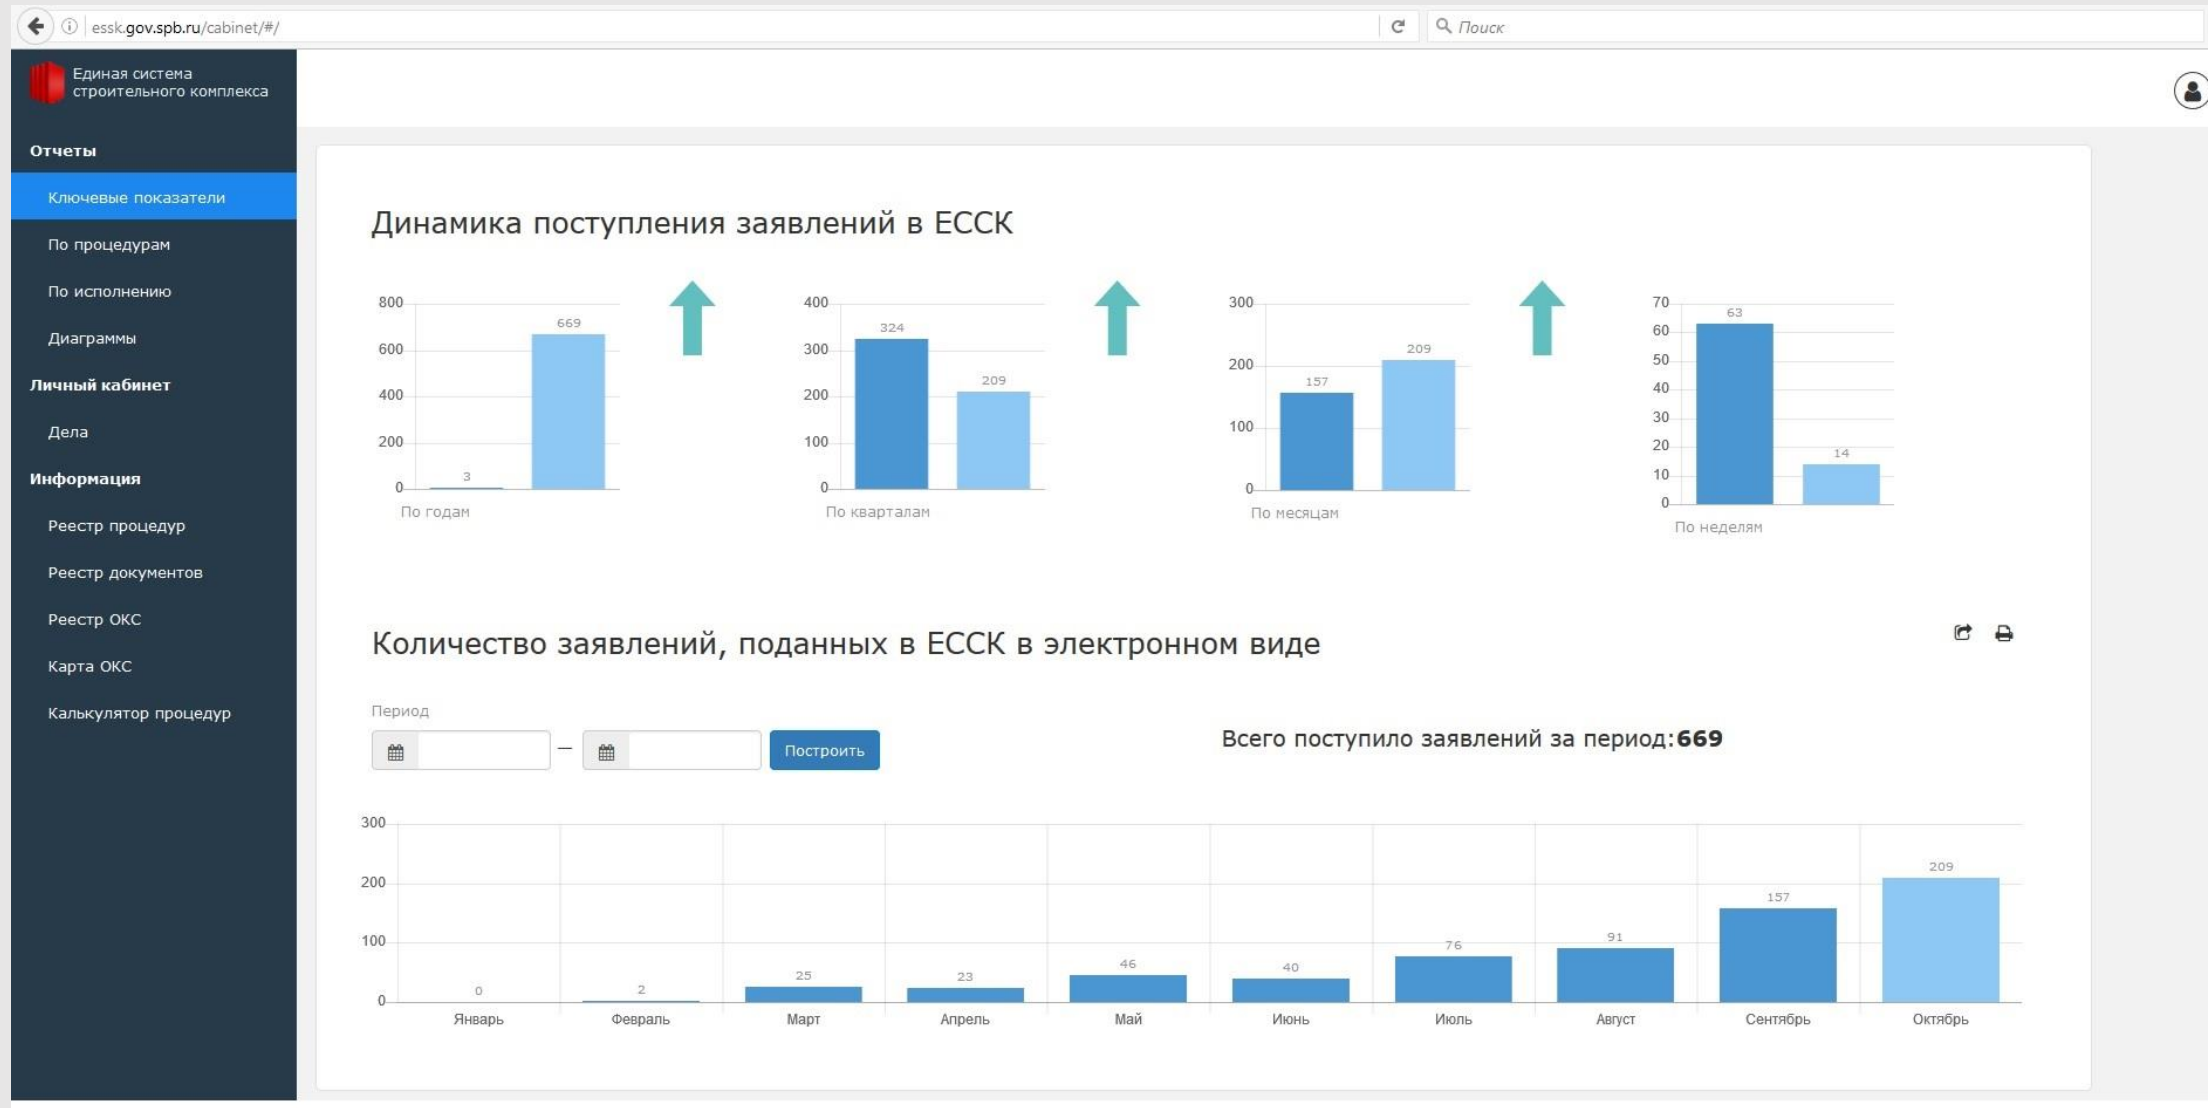 essk.gov.spb.ru/cabinet/#/
Поиск
Единая система
строительного комплекса
Отчеты
Ключевые показатели
По процедурам
По исполнению
Диаграммы
Личный кабинет
Дела
Информация
Реестр процедур
Реестр документов
Реестр ОКС
Карта ОКС
Калькулятор процедур
Динамика поступления заявлений в ЕССК
800
600
400
200
0
3
669
По годам
400
300
200
100
0
324
209
По кварталам
300
200
100
0
157
209
По месяцам
70
60
50
40
30
20
10
0
63
14
По неделям
Количество заявлений, поданных в ЕССК в электронном виде
Период
—
Построить
Всего поступило заявлений за период:669
300
200
100
0
0
2
25
23
46
40
76
91
157
209
Январь
Февраль
Март
Апрель
Май
Июнь
Июль
Август
Сентябрь
Октябрь